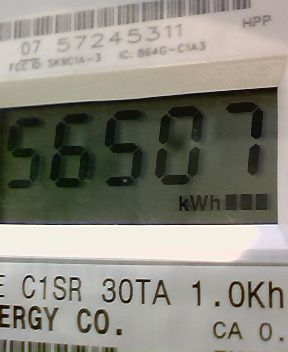 HPP
07 57245311
FCC ID: SK9C1A-3 IC: 864G-C1A3
56507
kWh
E C1SR 30TA 1.0Kh
ERGY CO.
CA 0.